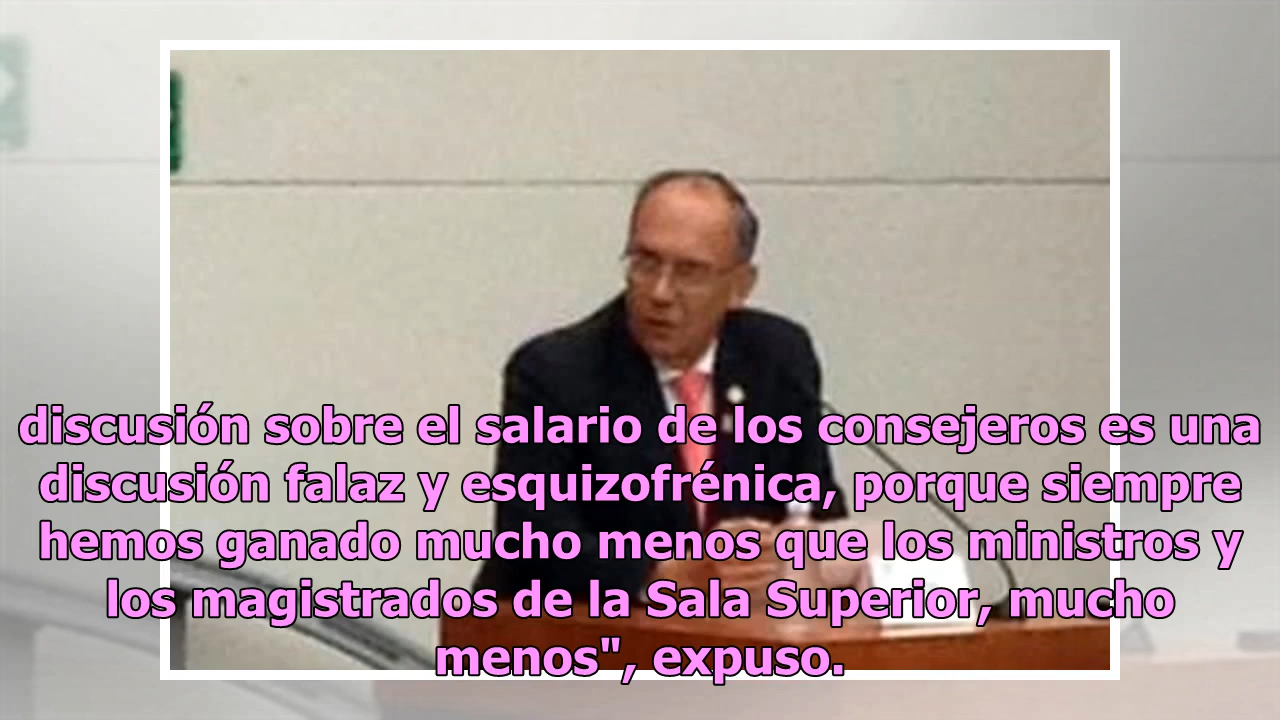 discusión sobre el salario de los consejeros es una
discusión falaz y esquizofrénica, porque siempre
hemos ganado mucho menos que los ministros y
los magistrados de la Sala Superior, mucho
menos", expuso.